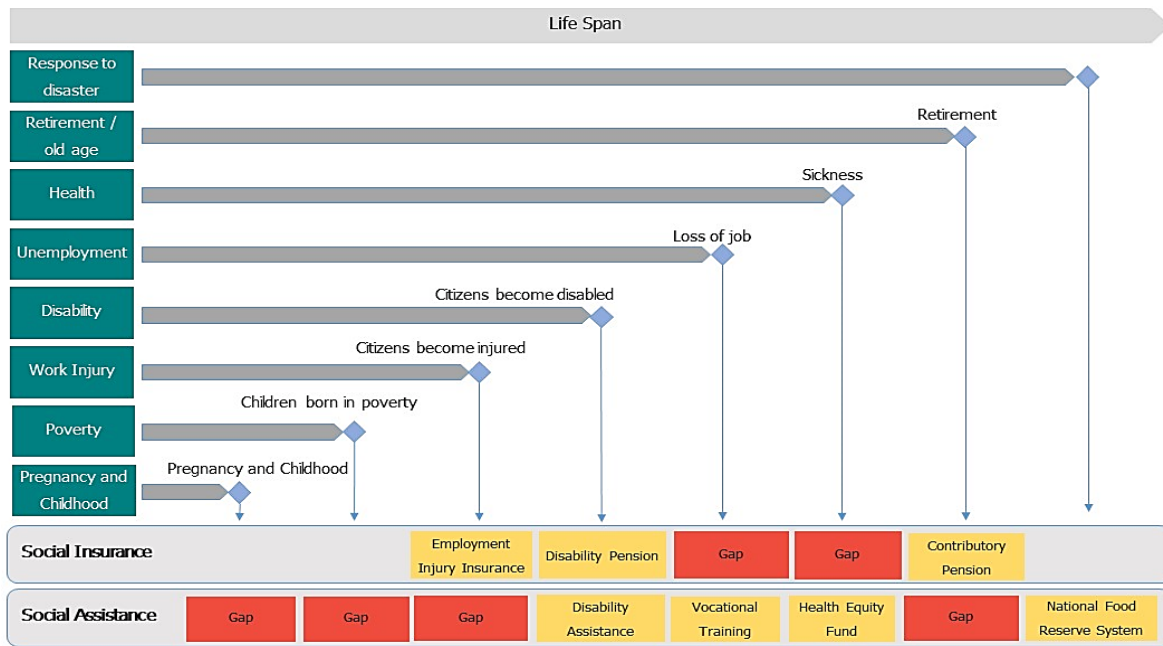 Life Span
Response to
disaster
Retirement /
old age
Retirement
Health
Sickness
Unemployment
Loss of job
Disability
Citizens become disabled
Work Injury
Citizens become injured
Poverty
Children born in poverty
Pregnancy and
Childhood
Pregnancy and Childhood
Social Insurance
Employment
Injury Insurance
Disability Pension
Gap
Gap
Contributory
Pension
Social Assistance
Gap
Gap
Gap
Disability
Assistance
Vocational
Training
Health Equity
Fund
Gap
National Food
Reserve System